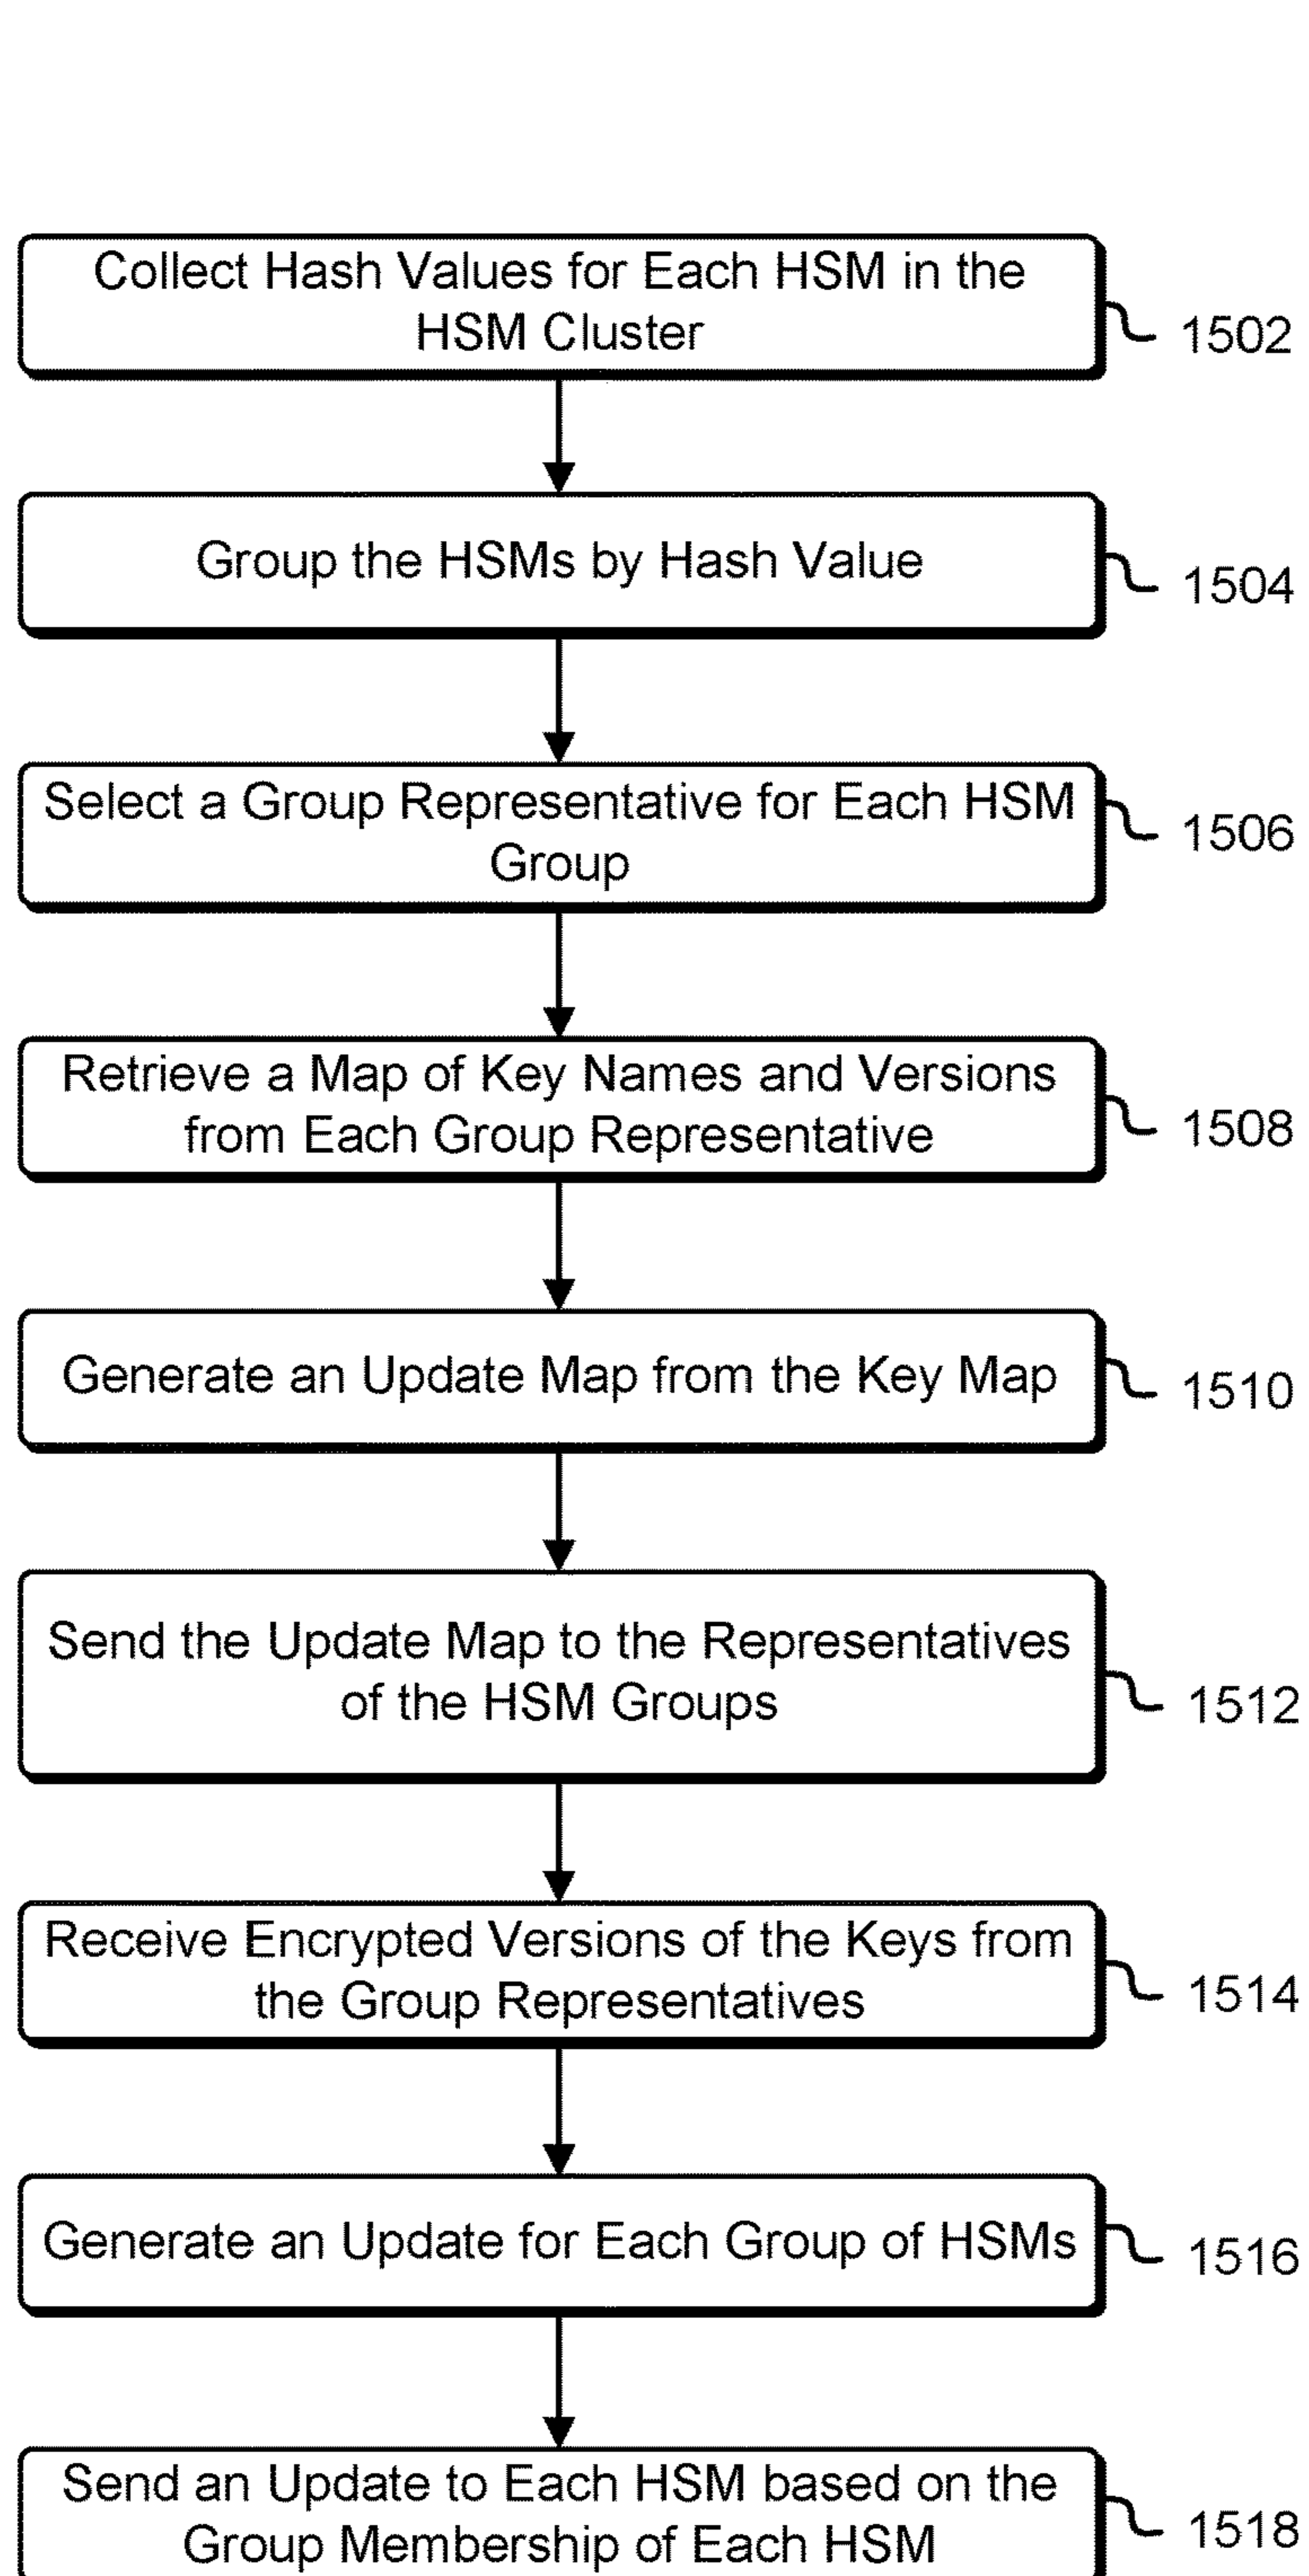 Collect Hash Values for Each HSM in the
HSM Cluster
1502
Group the HSMs by Hash Value
1504
Select a Group Representative for Each HSM
Group
1506
Retrieve a Map of Key Names and Versions
from Each Group Representative
1508
Generate an Update Map from the Key Map
1510
Send the Update Map to the Representatives
of the HSM Groups
1512
Receive Encrypted Versions of the Keys from
the Group Representatives
1514
Generate an Update for Each Group of HSMs
1516
Send an Update to Each HSM based on the
Group Membership of Each HSM
1518